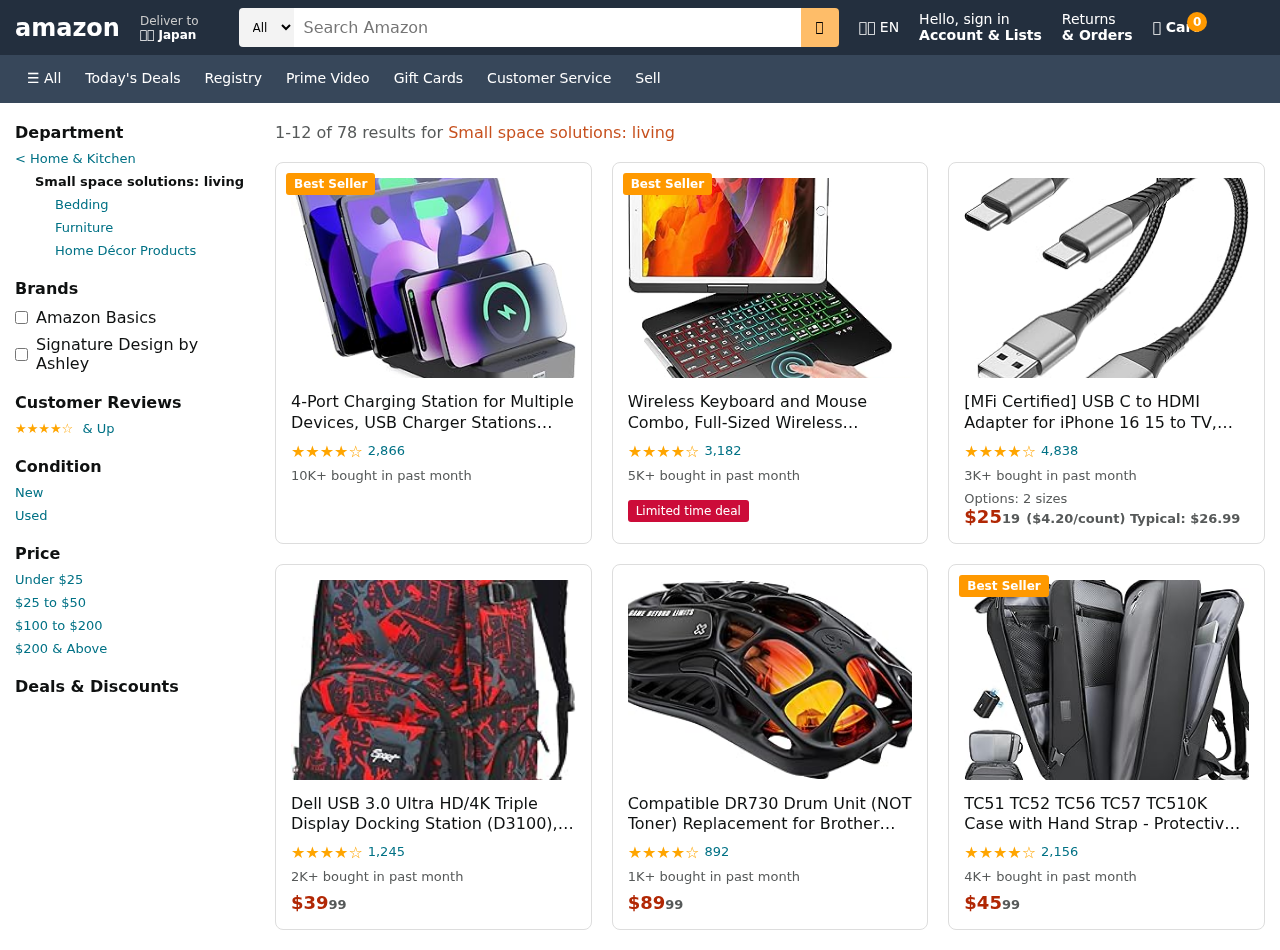 amazon
Deliver to
Japan
All
Search Amazon
EN
Hello, sign in
Account & Lists
Returns
& Orders
0
☰ All
Today's Deals
Registry
Prime Video
Gift Cards
Customer Service
Sell
Department
< Home & Kitchen
Small space solutions: living
Bedding
Furniture
Home Décor Products
Brands
Amazon Basics
Signature Design by
Ashley
Customer Reviews
★★★★☆ & Up
Condition
New
Used
Price
Under $25
$25 to $50
$100 to $200
$200 & Above
Deals & Discounts
1-12 of 78 results for Small space solutions: living
Best Seller
4-Port Charging Station for Multiple
Devices, USB Charger Stations…
★★★★☆ 2,866
10K+ bought in past month
Best Seller
Wireless Keyboard and Mouse
Combo, Full-Sized Wireless…
★★★★☆ 3,182
5K+ bought in past month
Limited time deal
[MFi Certified] USB C to HDMI
Adapter for iPhone 16 15 to TV,…
★★★★☆ 4,838
3K+ bought in past month
Options: 2 sizes
$25 19 ($4.20/count) Typical: $26.99
Sport
Dell USB 3.0 Ultra HD/4K Triple
Display Docking Station (D3100),…
★★★★☆ 1,245
2K+ bought in past month
$39 99
GAME BEYOND LIMITS
Compatible DR730 Drum Unit (NOT
Toner) Replacement for Brother…
★★★★☆ 892
1K+ bought in past month
$89 99
Best Seller
TC51 TC52 TC56 TC57 TC510K
Case with Hand Strap - Protectiv…
★★★★☆ 2,156
4K+ bought in past month
$45 99